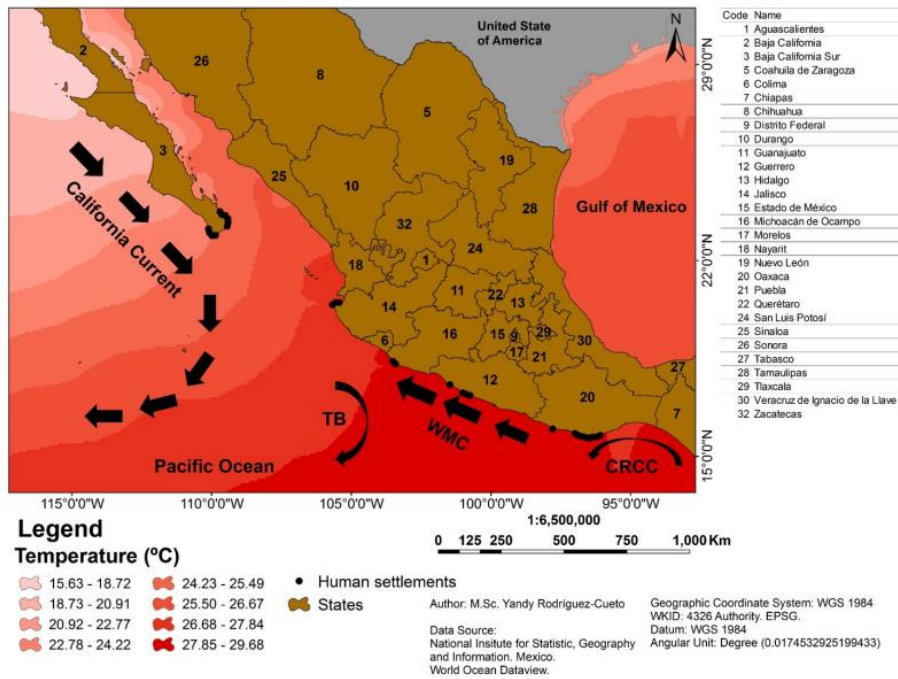 United State
of America
N
2
26
8
5
3
19
25
10
28
Gulf of Mexico
32
24
18
1
14
11
22
13
6
16
15
9
29
30
17
21
27
12
20
7
California Current
TB
WMC
CRCC
Pacific Ocean
29°0'0"N
22°0'0"N
15°0'0"N
115°0'0"W
110°0'0"W
105°0'0"W
100°0'0"W
95°0'0"W
Code Name
1 Aguascalientes
2 Baja California
3 Baja California Sur
5 Coahuila de Zaragoza
6 Colima
7 Chiapas
8 Chihuahua
9 Distrito Federal
10 Durango
11 Guanajuato
12 Guerrero
13 Hidalgo
14 Jalisco
15 Estado de México
16 Michoacán de Ocampo
17 Morelos
18 Nayarit
19 Nuevo León
20 Oaxaca
21 Puebla
22 Querétaro
24 San Luis Potosí
25 Sinaloa
26 Sonora
27 Tabasco
28 Tamaulipas
29 Tlaxcala
30 Veracruz de Ignacio de la Llave
32 Zacatecas
Legend
Temperature (ºC)
15.63 - 18.72
18.73 - 20.91
20.92 - 22.77
22.78 - 24.22
24.23 - 25.49
25.50 - 26.67
26.68 - 27.84
27.85 - 29.68
Human settlements
States
1:6,500,000
0 125 250 500 750 1,000 Km
Author: M.Sc. Yandy Rodríguez-Cueto
Data Source:
National Insitute for Statistic, Geography
and Information. Mexico.
World Ocean Dataview.
Geographic Coordinate System: WGS 1984
WKID: 4326 Authority. EPSG.
Datum: WGS 1984
Angular Unit: Degree (0.0174532925199433)